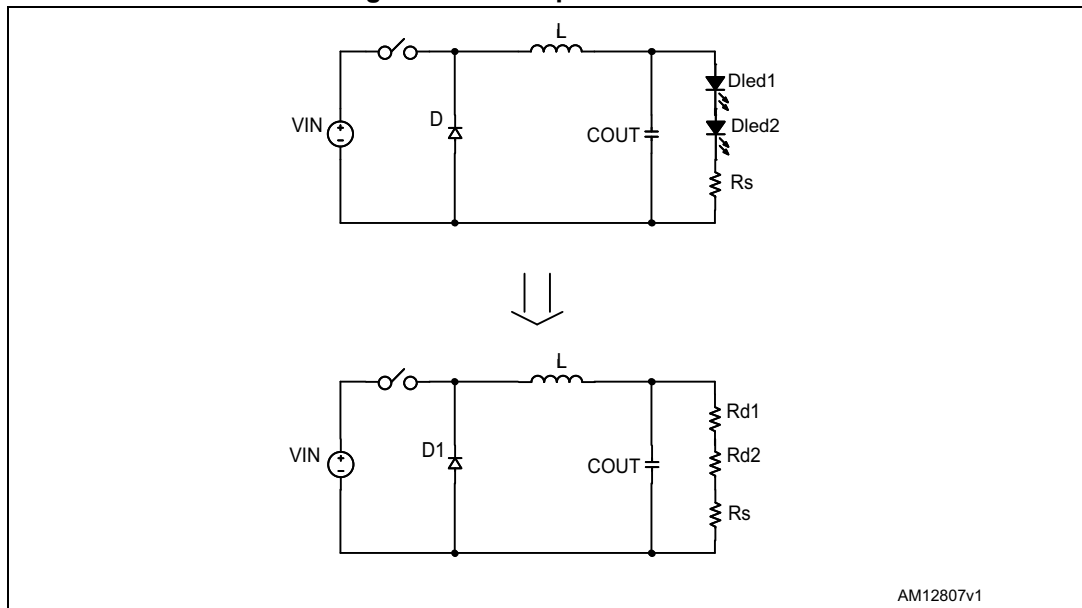 L
Dled1
VIN
D
COUT
Dled2
Rs
L
Rd1
VIN
D1
COUT
Rd2
Rs
AM12807v1